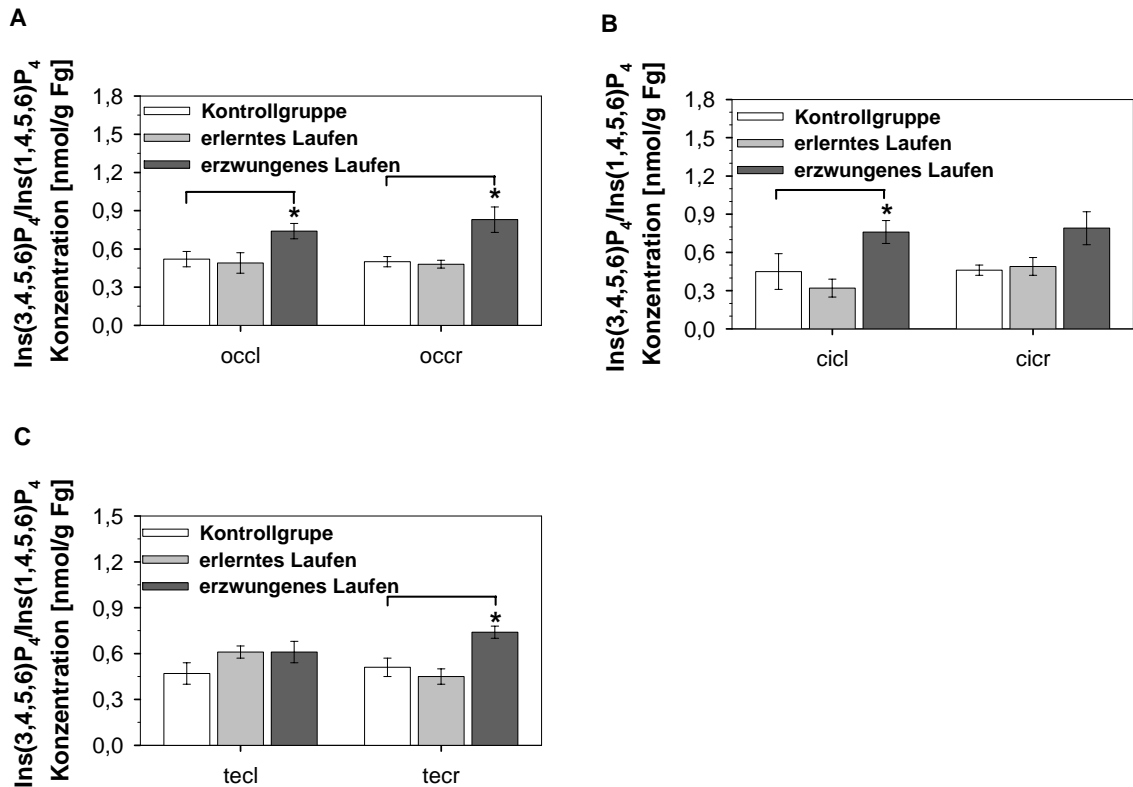 A
Ins(3,4,5,6)P4/Ins(1,4,5,6)P4
Konzentration [nmol/g Fg]
1,8
1,5
1,2
0,9
0,6
0,3
0,0
Kontrollgruppe
erlerntes Laufen
erzwungenes Laufen
*
*
occl
occr
B
Ins(3,4,5,6)P4/Ins(1,4,5,6)P4
Konzentration [nmol/g Fg]
1,8
1,5
1,2
0,9
0,6
0,3
0,0
Kontrollgruppe
erlerntes Laufen
erzwungenes Laufen
*
cicl
cicr
C
Ins(3,4,5,6)P4/Ins(1,4,5,6)P4
Konzentration [nmol/g Fg]
1,5
1,2
0,9
0,6
0,3
0,0
Kontrollgrupe
erlerntes Laufen
erzwungenes Laufen
*
tecl
tecr